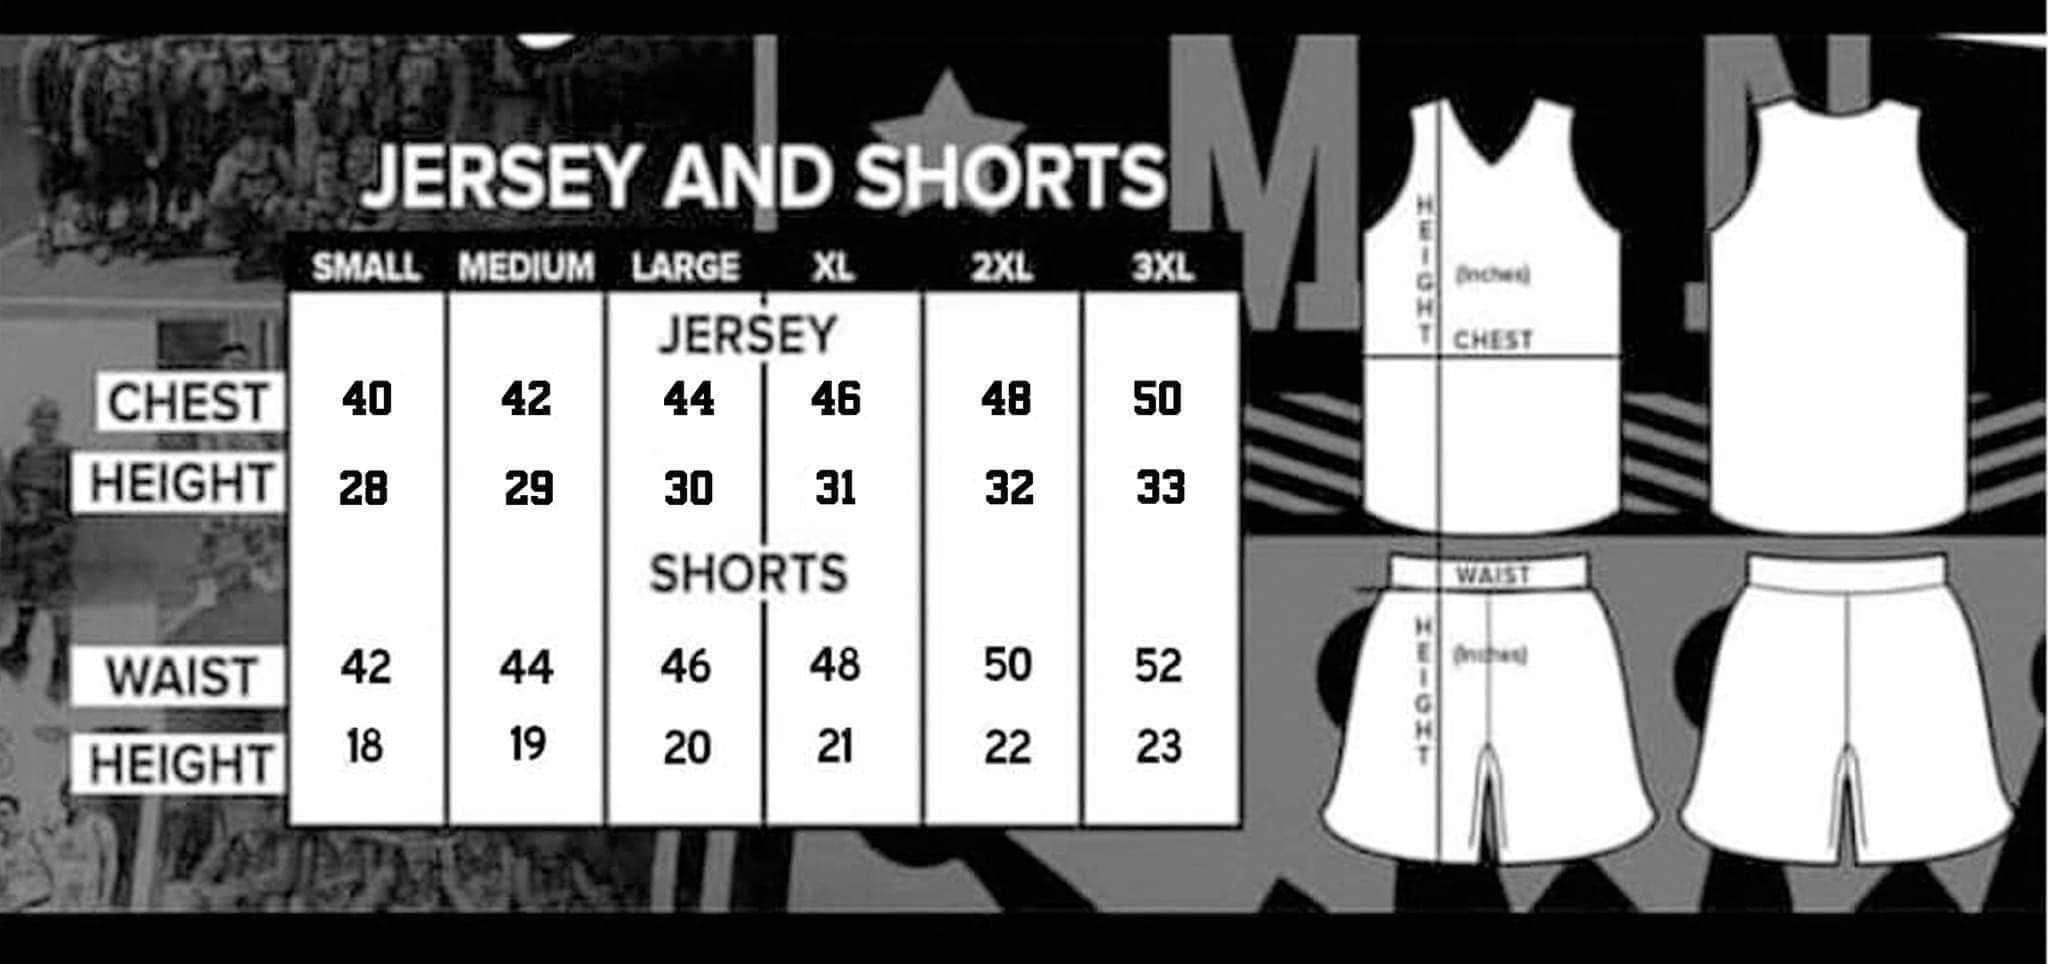 JERSEY AND SHORTS
SMALL MEDIUM LARGE XL 2XL 3XL
JERSEY
CHEST 40 42 44 46 48 50
HEIGHT 28 29 30 31 32 33
SHORTS
WAIST 42 44 46 48 50 52
HEIGHT 18 19 20 21 22 23
M
HEIGHT
(Inches)
CHEST
WAIST
HEIGHT
(Inches)